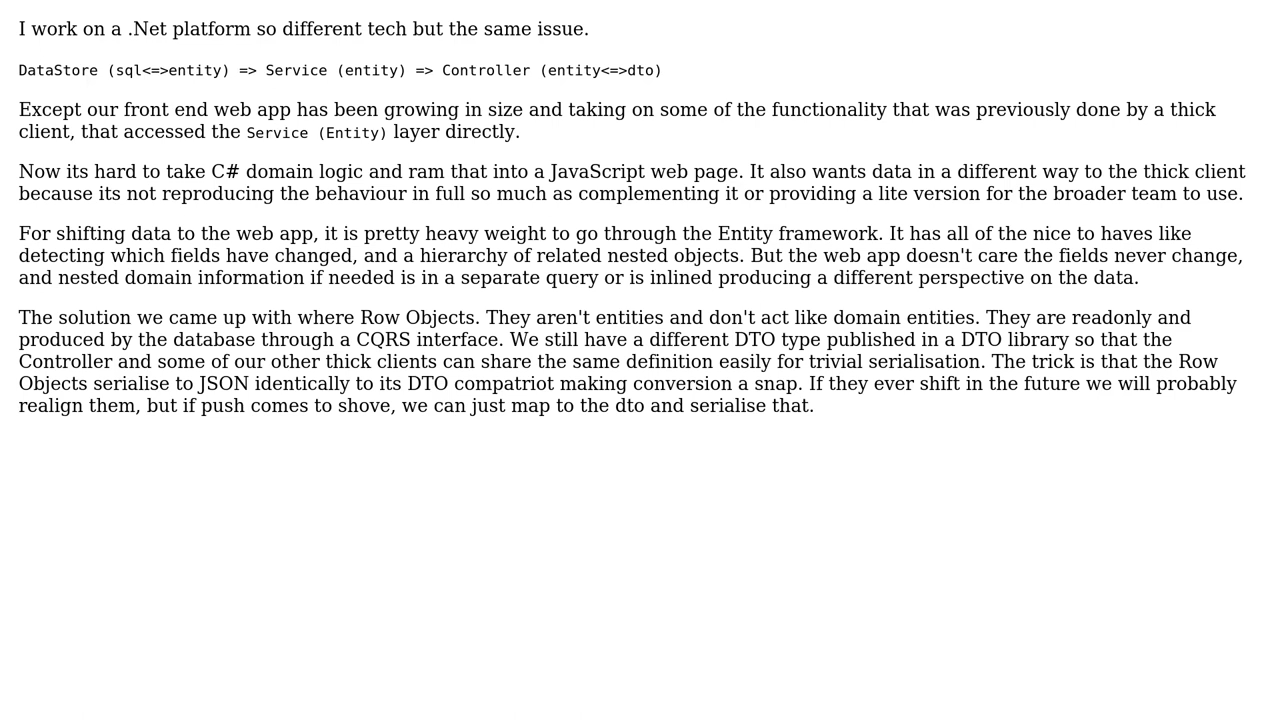 I work on a .Net platform so different tech but the same issue.
DataStore (sql<=>entity) => Service (entity) => Controller (entity<=>dto)
Except our front end web app has been growing in size and taking on some of the functionality that was previously done by a thick
client, that accessed the Service (Entity) layer directly.
Now its hard to take C# domain logic and ram that into a JavaScript web page. It also wants data in a different way to the thick client
because its not reproducing the behaviour in full so much as complementing it or providing a lite version for the broader team to use.
For shifting data to the web app, it is pretty heavy weight to go through the Entity framework. It has all of the nice to haves like
detecting which fields have changed, and a hierarchy of related nested objects. But the web app doesn't care the fields never change,
and nested domain information if needed is in a separate query or is inlined producing a different perspective on the data.
The solution we came up with where Row Objects. They aren't entities and don't act like domain entities. They are readonly and
produced by the database through a CQRS interface. We still have a different DTO type published in a DTO library so that the
Controller and some of our other thick clients can share the same definition easily for trivial serialisation. The trick is that the Row
Objects serialise to JSON identically to its DTO compatriot making conversion a snap. If they ever shift in the future we will probably
realign them, but if push comes to shove, we can just map to the dto and serialise that.